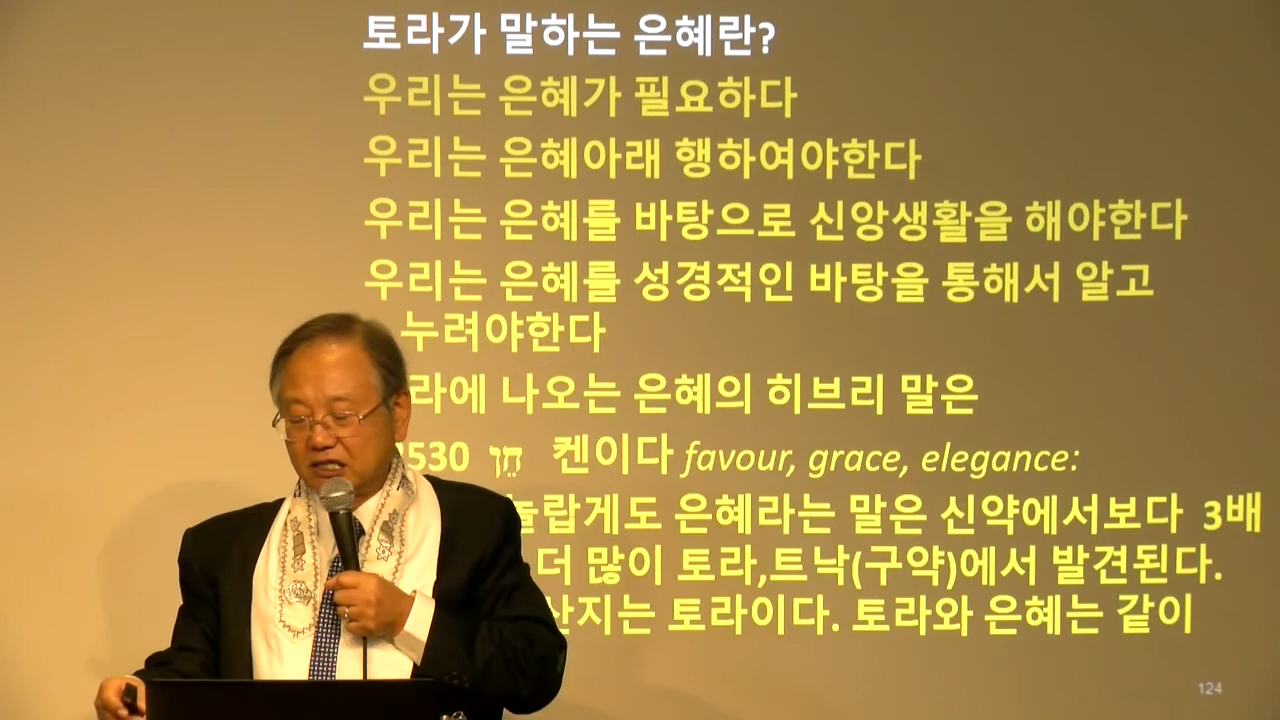 토라가 말하는 은혜란?
우리는 은혜가 필요하다
우리는 은혜아래 행하여야한다
우리는 은혜를 바탕으로 신앙생활을 해야한다
우리는 은혜를 성경적인 바탕을 통해서 알고
누려야한다
라에 나오는 은혜의 히브리 말은
530 חֵן 켄이다 favour, grace, elegance:
놀랍게도 은혜라는 말은 신약에서보다 3배
더 많이 토라,트낙(구약)에서 발견된다.
산지는 토라이다. 토라와 은혜는 같이
124